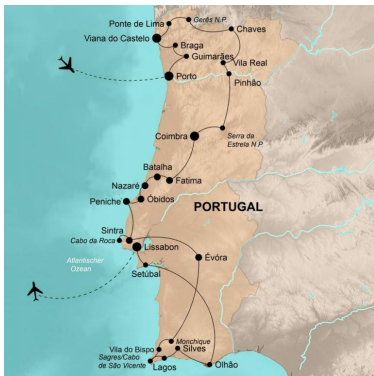 Ponte de Lima
Gerês N.P.
Chaves
Viana do Castelo
Braga
Guimarães
Vila Real
Porto
Pinhão
Coimbra
Serra da
Estrela N.P.
Batalha
Fatima
Nazaré
Óbidos
Peniche
PORTUGAL
Sintra
Cabo da Roca
Lissabon
Évora
Atlantischer
Ozean
Setúbal
Monchique
Vila do Bispo
Silves
Sagres/Cabo
de São Vicente
Lagos
Olhão